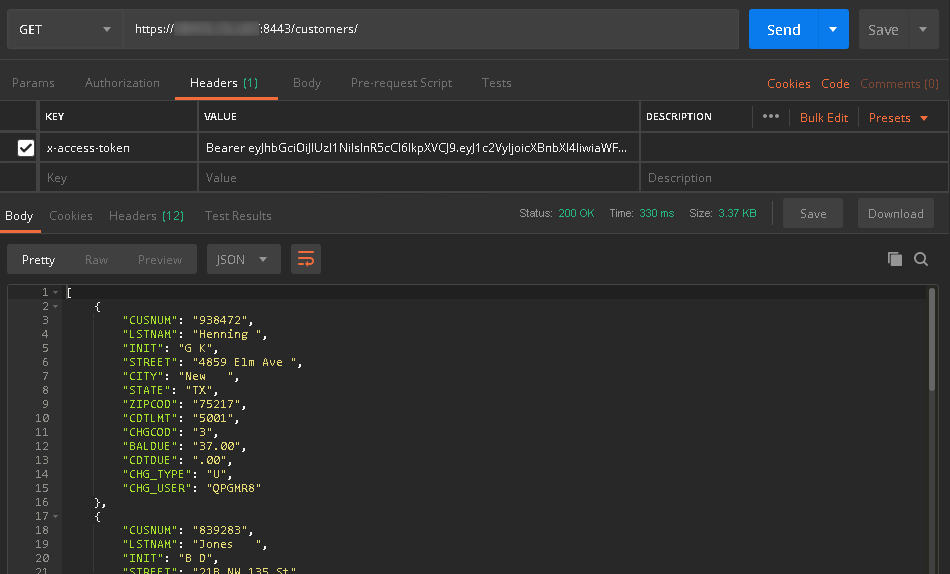 GET https:// :8443/customers/ Send Save
Params Authorization Headers (1) Body Pre-request Script Tests Cookies Code Comments (0)
KEY VALUE DESCRIPTION ••• Bulk Edit Presets
x-access-token Bearer eyJhbGciOiJIUzI1NiIsInR5cCI6IkpXVCJ9.eyJ1c2VyIjoicXBnbXI4IiwiaWF...
Key Value Description
Body Cookies Headers (12) Test Results Status: 200 OK Time: 330 ms Size: 3.37 KB Save Download
Pretty Raw Preview JSON
1 [
2 {
3 "CUSNUM": "938472",
4 "LSTNAM": "Henning ",
5 "INIT": "G K",
6 "STREET": "4859 Elm Ave ",
7 "CITY": "New   ",
8 "STATE": "TX",
9 "ZIPCOD": "75217",
10 "CDTLMT": "5001",
11 "CHGCOD": "3",
12 "BALDUE": "37.00",
13 "CDTDUE": ".00",
14 "CHG_TYPE": "U",
15 "CHG_USER": "QPGMR8"
16 },
17 {
18 "CUSNUM": "839283",
19 "LSTNAM": "Jones   ",
20 "INIT": "B D",
21 "STREET": "21B NW 135 St",